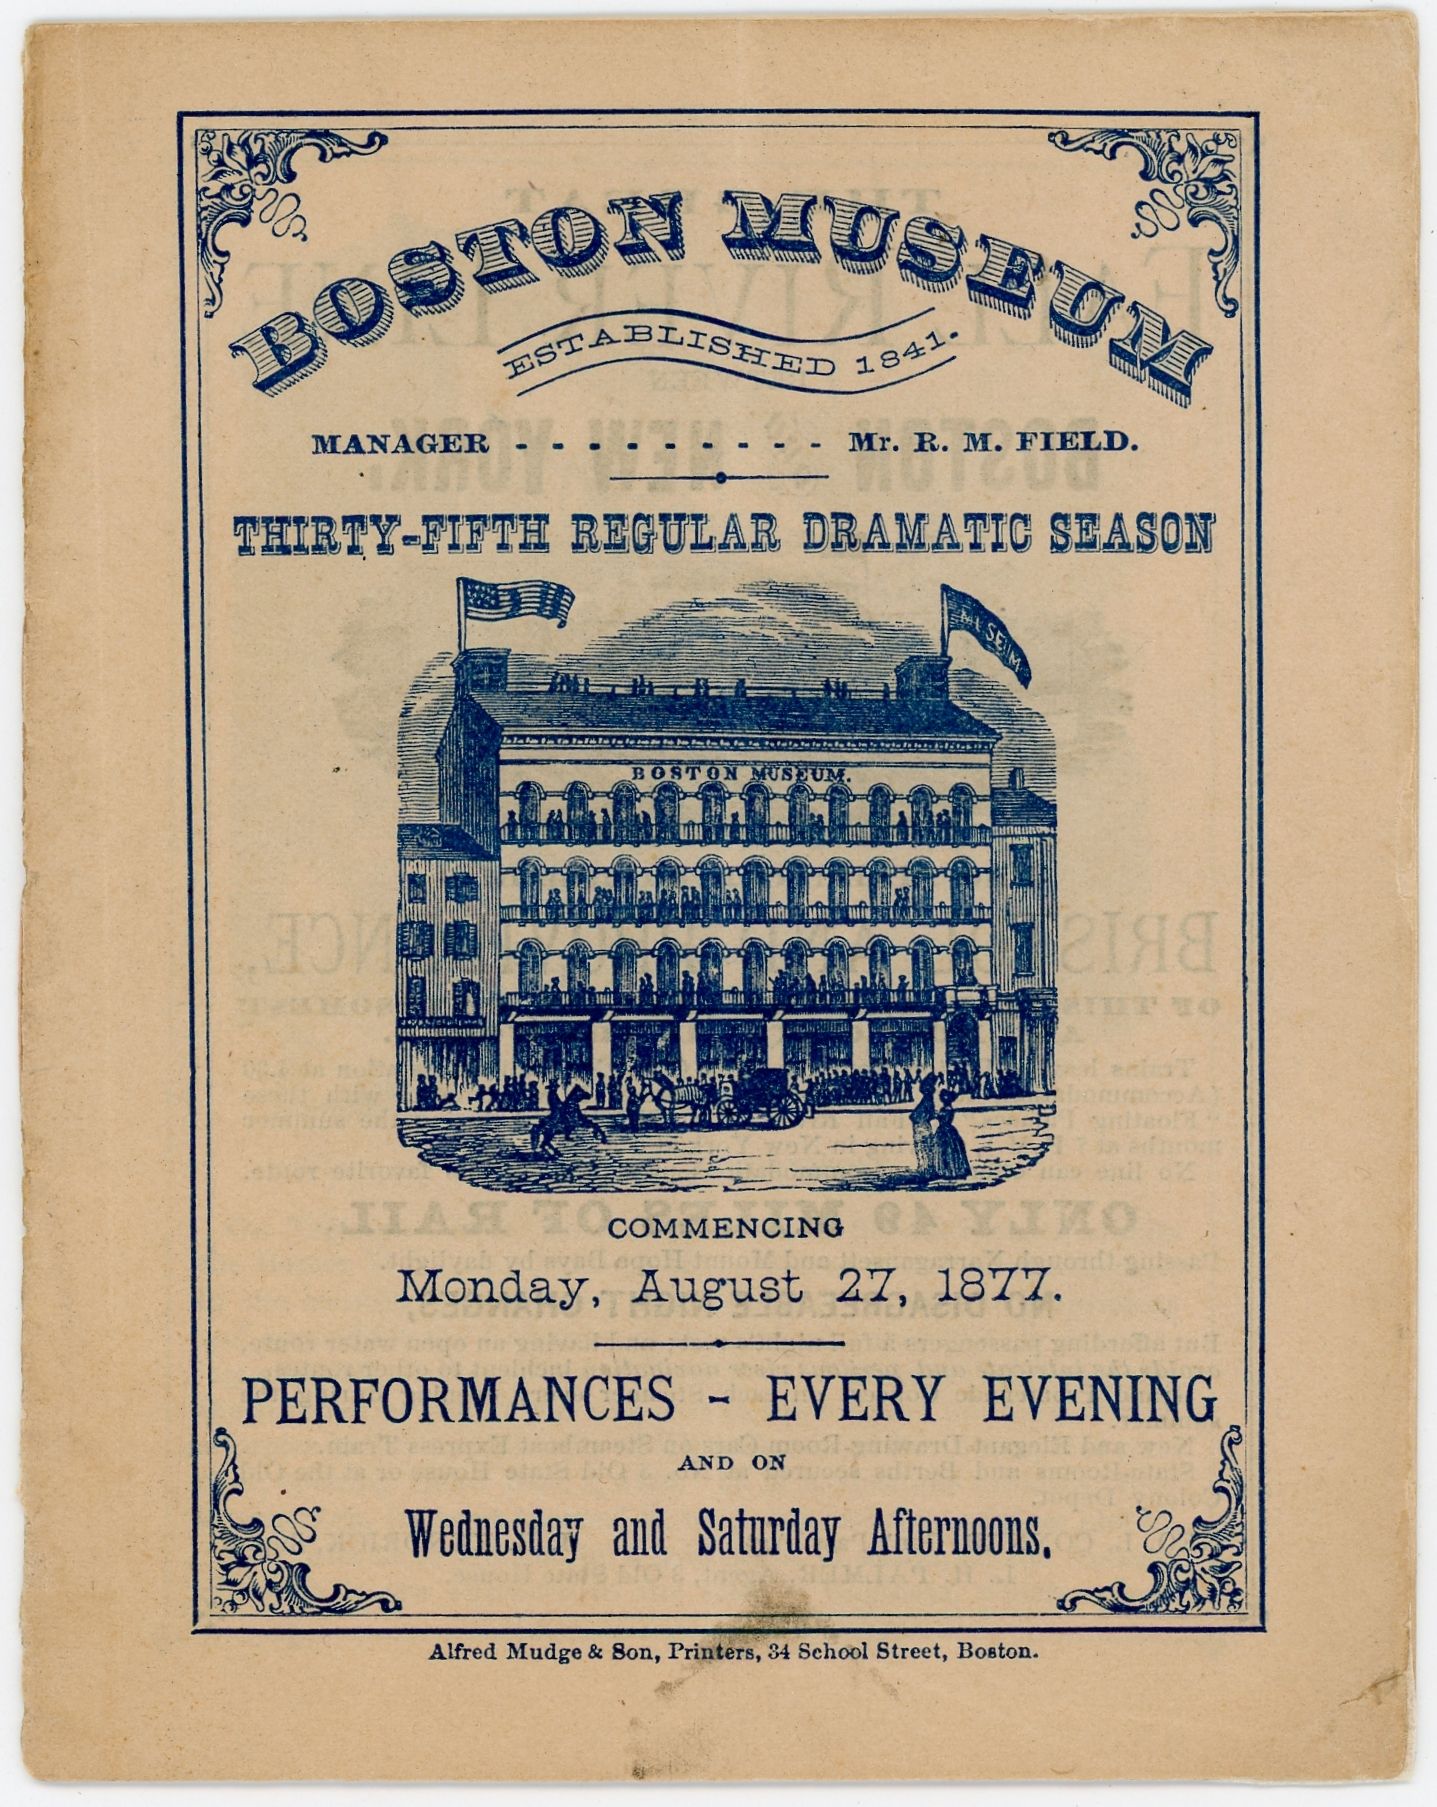 BOSTON MUSEUM
ESTABLISHED 1841.
MANAGER - - - - - - - - - Mr. R. M. FIELD.
THIRTY-FIFTH REGULAR DRAMATIC SEASON
MUSEUM
BOSTON MUSEUM.
COMMENCING
Monday, August 27, 1877.
PERFORMANCES - EVERY EVENING
AND ON
Wednesday and Saturday Afternoons.
Alfred Mudge & Son, Printers, 34 School Street, Boston.